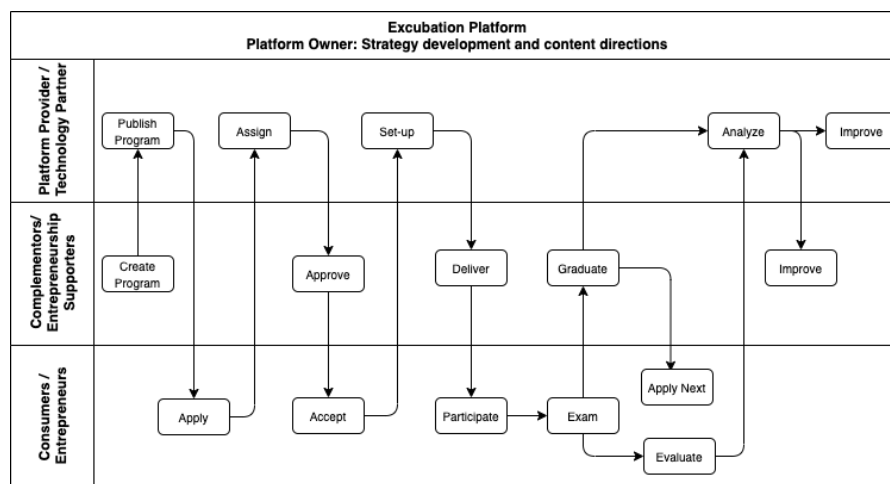 Excubation Platform
Platform Owner: Strategy development and content directions
Platform Provider /
Technology Partner
Publish
Program
Assign
Set-up
Analyze
Improve
Complementors/
Entrepreneurship
Supporters
Create
Program
Approve
Deliver
Graduate
Improve
Consumers /
Entrepreneurs
Apply
Accept
Participate
Exam
Apply Next
Evaluate